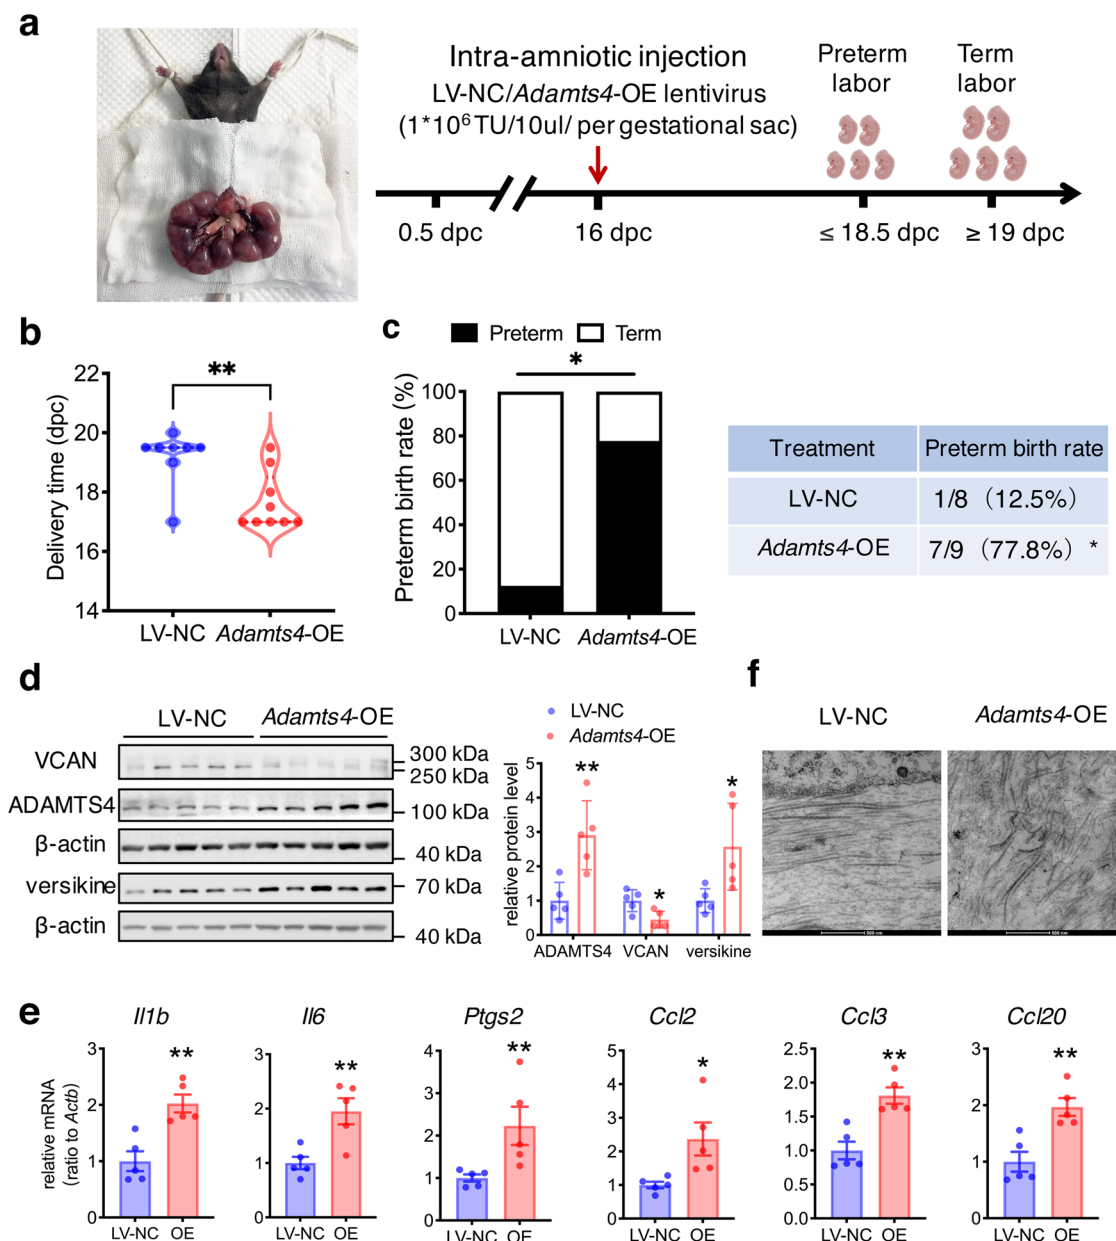 a
Intra-amniotic injection
LV-NC/Adamts4-OE lentivirus
(1*10⁶TU/10ul/ per gestational sac)
Preterm
labor
Term
labor
0.5 dpc
16 dpc
≤ 18.5 dpc
≥ 19 dpc
b
**
Delivery time (dpc)
22
20
18
16
14
LV-NC
Adamts4-OE
c
Preterm
Term
*
Preterm birth rate (%)
100
80
60
40
20
0
LV-NC
Adamts4-OE
Treatment
Preterm birth rate
LV-NC
1/8 (12.5%)
Adamts4-OE
7/9 (77.8%) *
d
LV-NC
Adamts4-OE
VCAN
300 kDa
250 kDa
ADAMTS4
100 kDa
β-actin
40 kDa
versikine
70 kDa
β-actin
40 kDa
LV-NC
Adamts4-OE
relative protein level
5
4
3
2
1
0
**
*
*
ADAMTS4
VCAN
versikine
f
LV-NC
Adamts4-OE
500 nm
500 nm
e
relative mRNA
(ratio to Actb)
Il1b
**
3
2
1
0
LV-NC
OE
Il6
**
3
2
1
0
LV-NC
OE
Ptgs2
**
4
3
2
1
0
LV-NC
OE
Ccl2
*
5
4
3
2
1
0
LV-NC
OE
Ccl3
**
2.5
2.0
1.5
1.0
0.5
0.0
LV-NC
OE
Ccl20
**
3
2
1
0
LV-NC
OE